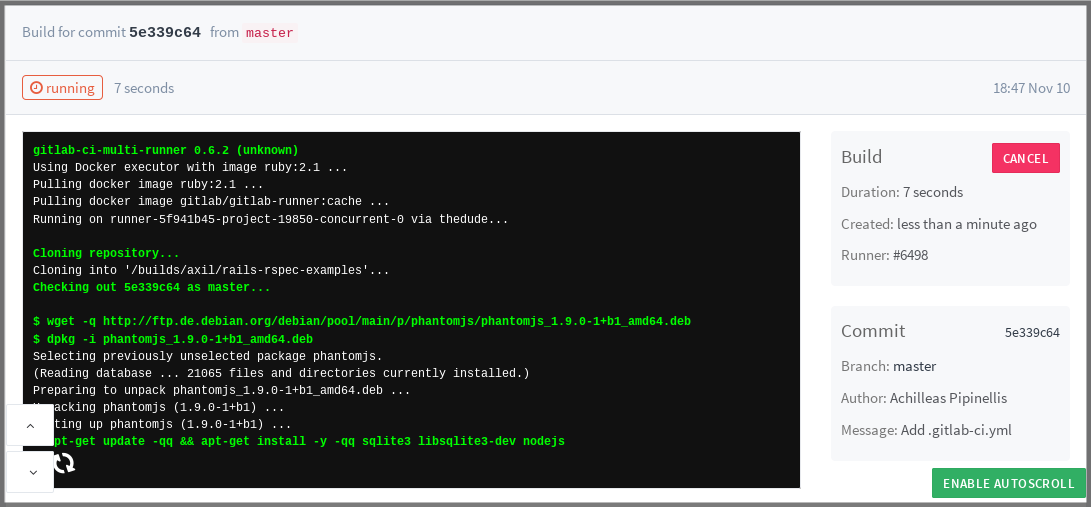 Build for commit 5e339c64 from master
running 7 seconds 18:47 Nov 10
gitlab-ci-multi-runner 0.6.2 (unknown)
Using Docker executor with image ruby:2.1 ...
Pulling docker image ruby:2.1 ...
Pulling docker image gitlab/gitlab-runner:cache ...
Running on runner-5f941b45-project-19850-concurrent-0 via thedude...
Cloning repository...
Cloning into '/builds/axil/rails-rspec-examples'...
Checking out 5e339c64 as master...
$ wget -q http://ftp.de.debian.org/debian/pool/main/p/phantomjs/phantomjs_1.9.0-1+b1_amd64.deb
$ dpkg -i phantomjs_1.9.0-1+b1_amd64.deb
Selecting previously unselected package phantomjs.
(Reading database ... 21065 files and directories currently installed.)
Preparing to unpack phantomjs_1.9.0-1+b1_amd64.deb ...
packing phantomjs (1.9.0-1+b1) ...
ting up phantomjs (1.9.0-1+b1) ...
pt-get update -qq && apt-get install -y -qq sqlite3 libsqlite3-dev nodejs
Build CANCEL
Duration: 7 seconds
Created: less than a minute ago
Runner: #6498
Commit 5e339c64
Branch: master
Author: Achilleas Pipinellis
Message: Add .gitlab-ci.yml
ENABLE AUTOSCROLL